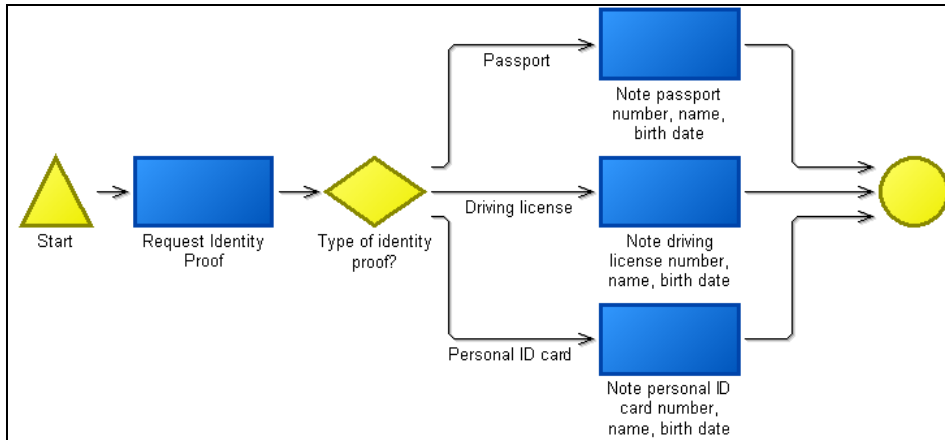 Start
Request Identity
Proof
Type of identity
proof?
Passport
Note passport
number, name,
birth date
Driving license
Note driving
license number,
name, birth date
Personal ID card
Note personal ID
card number,
name, birth date